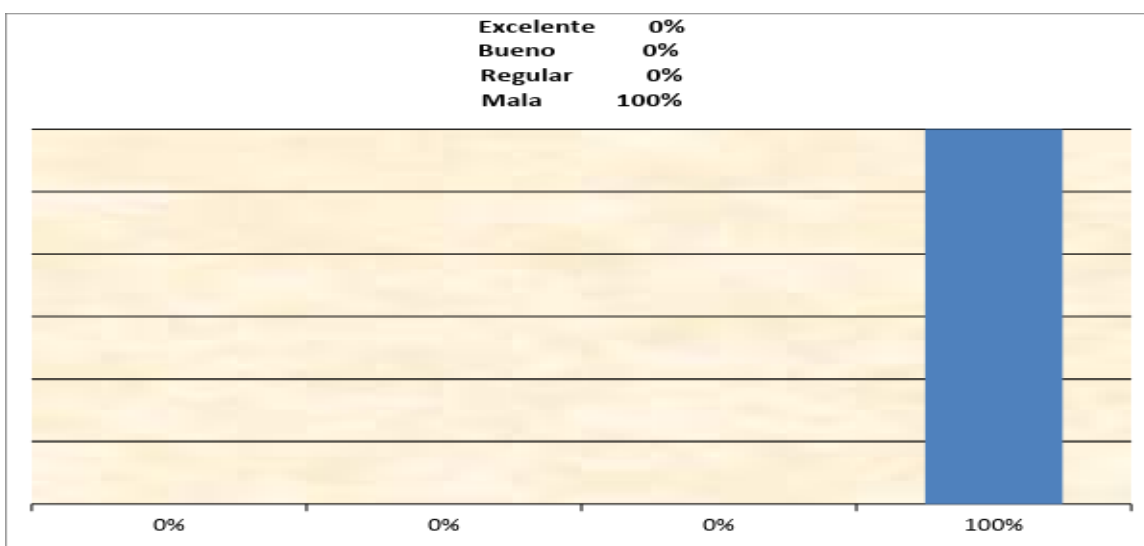 Excelente 0%
Bueno 0%
Regular 0%
Mala 100%
0% 0% 0% 100%